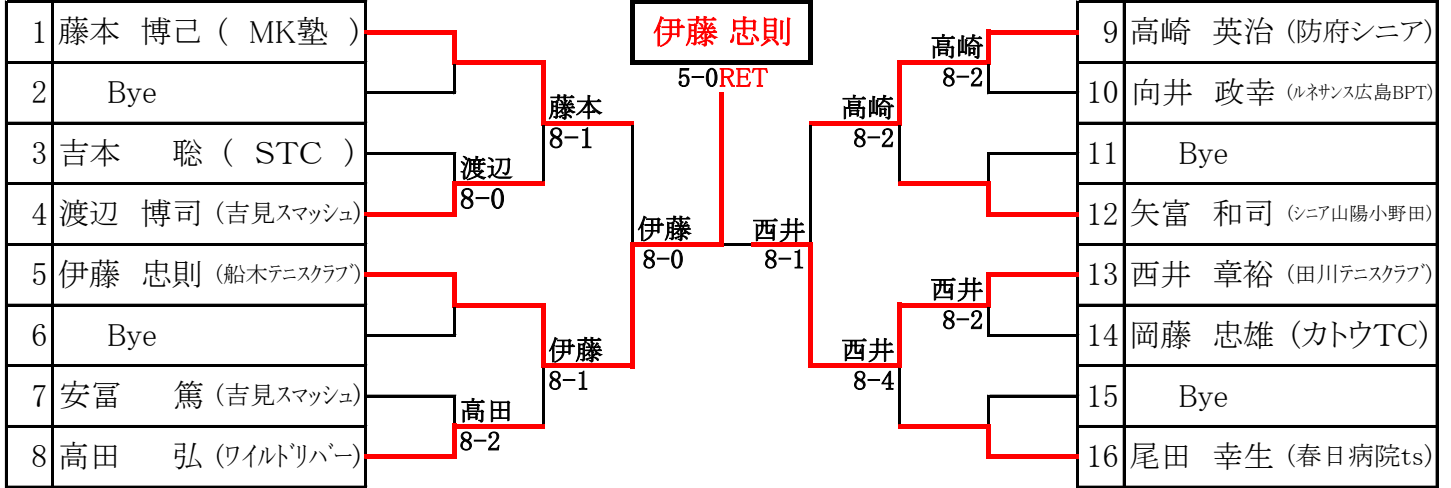 1 藤本 博己 ( MK塾 )
2 Bye
3 吉本 聡 ( STC )
4 渡辺 博司 (吉見スマッシュ)
5 伊藤 忠則 (船木テニスクラブ)
6 Bye
7 安冨 篤 (吉見スマッシュ)
8 高田 弘 (ワイルドリバー)
渡辺
8-0
高田
8-2
藤本
8-1
伊藤
8-1
伊藤
8-0
伊藤 忠則
5-0RET
西井
8-1
高崎
8-2
西井
8-4
高崎
8-2
西井
8-2
9 高崎 英治 (防府シニア)
10 向井 政幸 (ルネサンス広島BPT)
11 Bye
12 矢富 和司 (シニア山陽小野田)
13 西井 章裕 (田川テニスクラブ)
14 岡藤 忠雄 (カトウTC)
15 Bye
16 尾田 幸生 (春日病院ts)